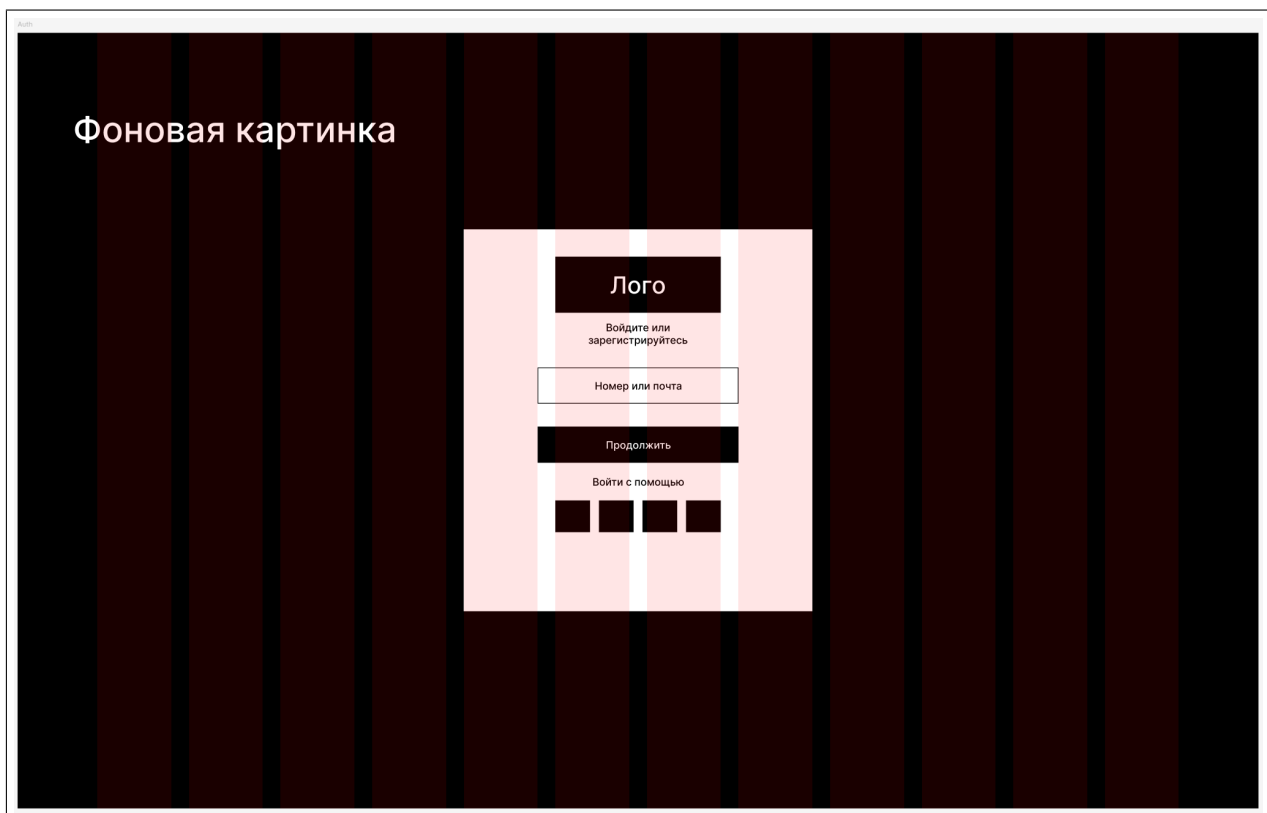 Auth
Фоновая картинка
Лого
Войдите или
зарегистрируйтесь
Номер или почта
Продолжить
Войти с помощью